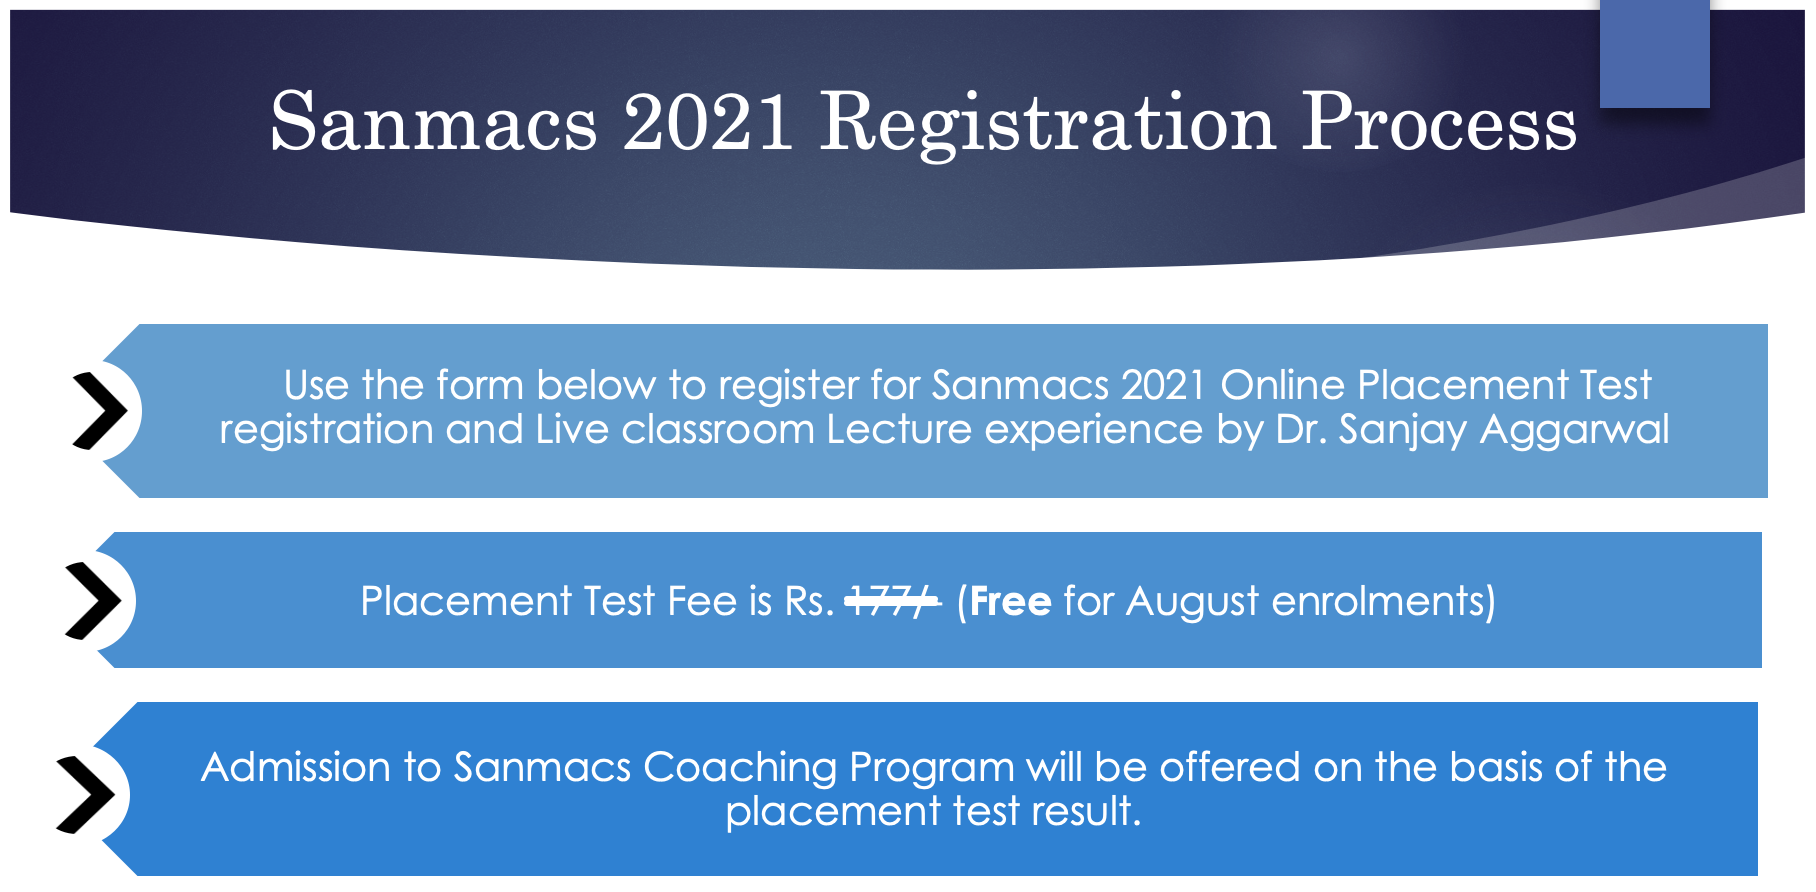 Sanmacs 2021 Registration Process
Use the form below to register for Sanmacs 2021 Online Placement Test
registration and Live classroom Lecture experience by Dr. Sanjay Aggarwal
Placement Test Fee is Rs. 177/- (Free for August enrolments)
Admission to Sanmacs Coaching Program will be offered on the basis of the
placement test result.